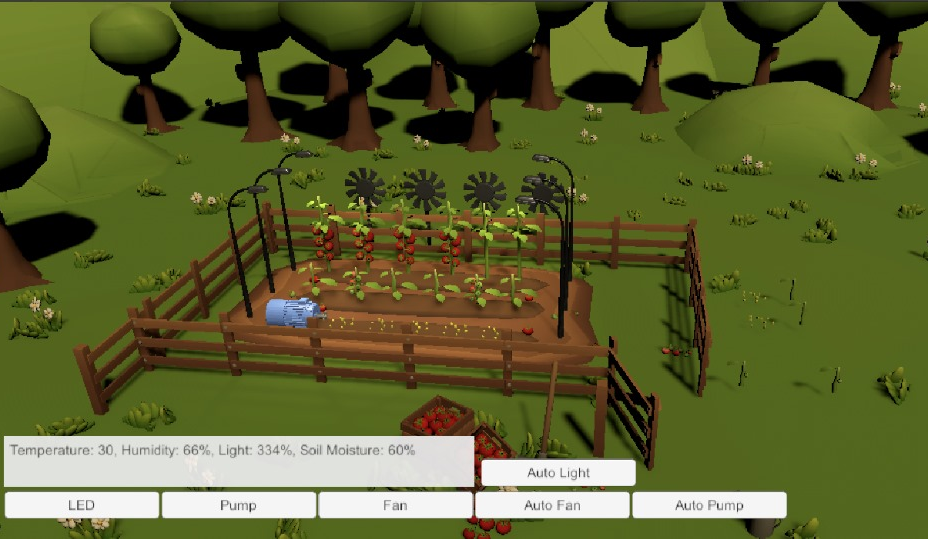 Temperature: 30, Humidity: 66%, Light: 334%, Soil Moisture: 60%
Auto Light
LED
Pump
Fan
Auto Fan
Auto Pump